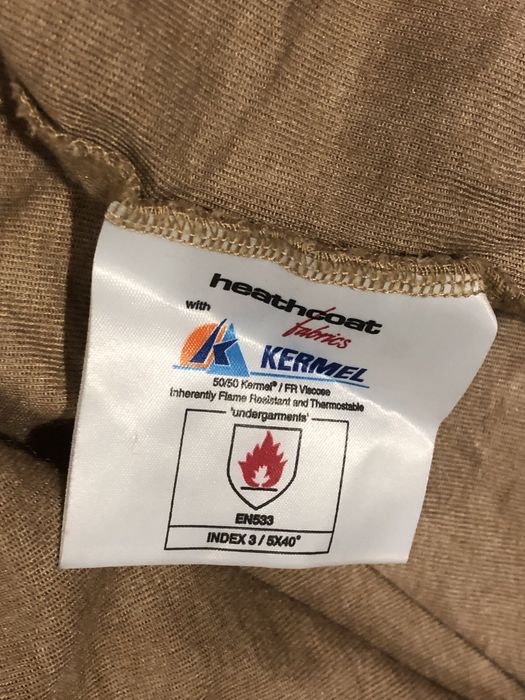 heathcoat
with fabrics
K KERMEL
50/50 Kermel® / FR Viscose
Inherently Flame Resistant and Thermostable
'undergarments'
EN533
INDEX 3 / 5X40°